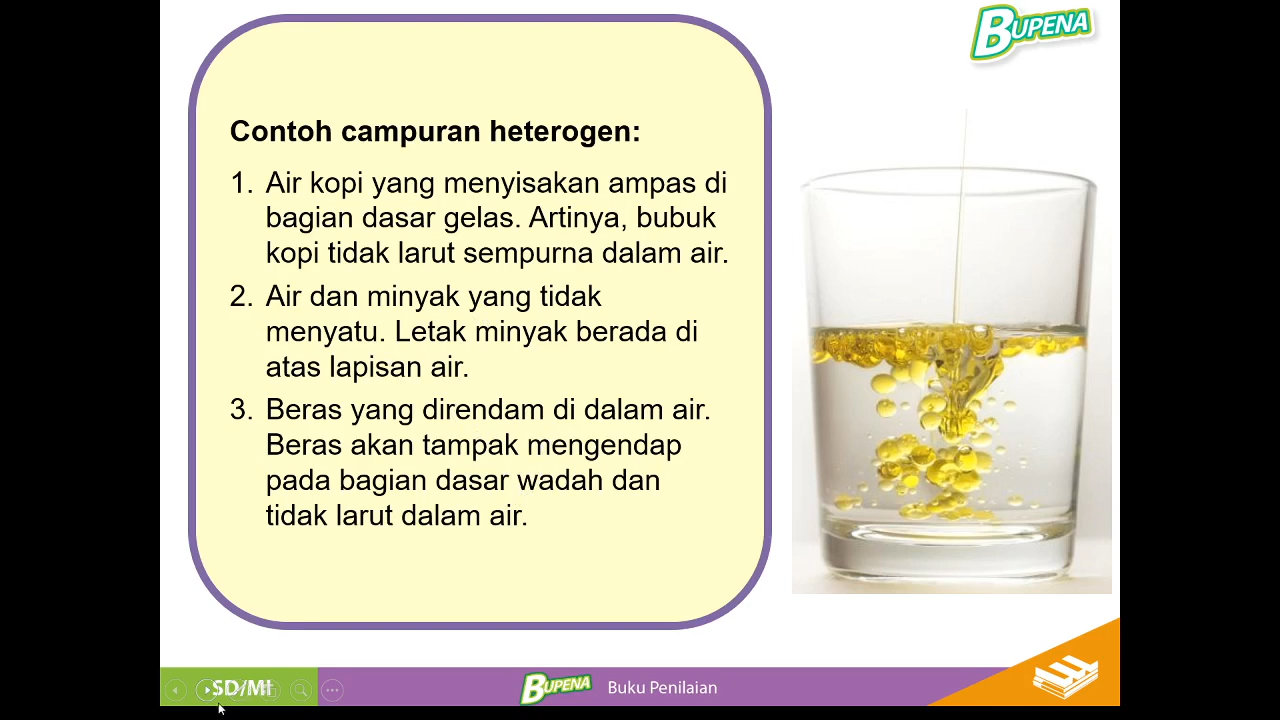 BUPENA
Contoh campuran heterogen:
1. Air kopi yang menyisakan ampas di
bagian dasar gelas. Artinya, bubuk
kopi tidak larut sempurna dalam air.
2. Air dan minyak yang tidak
menyatu. Letak minyak berada di
atas lapisan air.
3. Beras yang direndam di dalam air.
Beras akan tampak mengendap
pada bagian dasar wadah dan
tidak larut dalam air.
SD/MI
BUPENA
Buku Penilaian